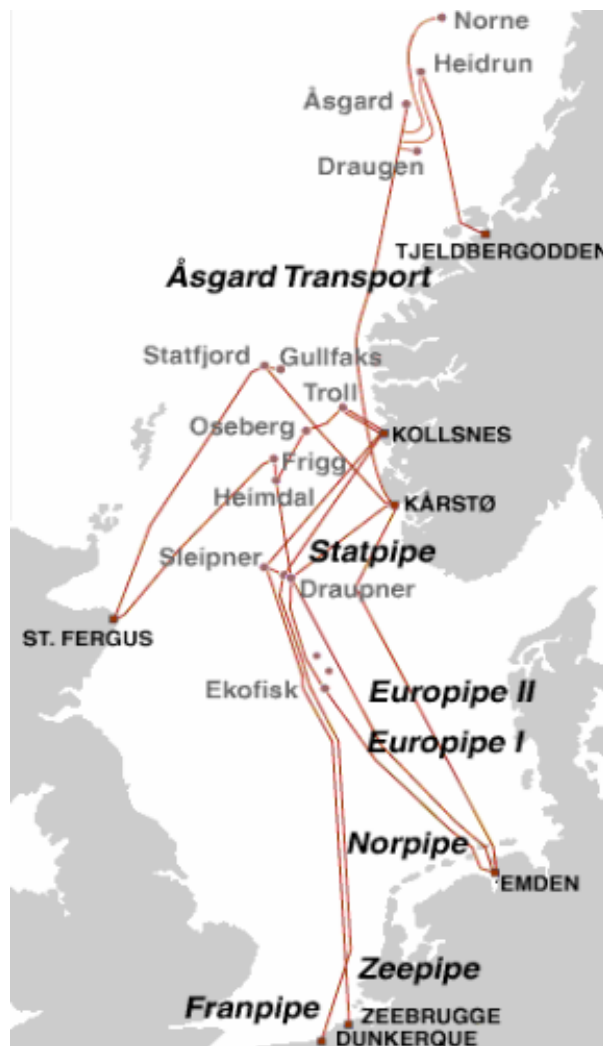 Norne
Heidrun
Åsgard
Draugen
TJELDBERGODDEN
Åsgard Transport
Statfjord
Gullfaks
Troll
Oseberg
KOLLSNES
Frigg
Heimdal
KÅRSTØ
Sleipner
Statpipe
Draupner
ST. FERGUS
Ekofisk
Europipe II
Europipe I
Norpipe
EMDEN
Zeepipe
Franpipe
ZEEBRUGGE
DUNKERQUE